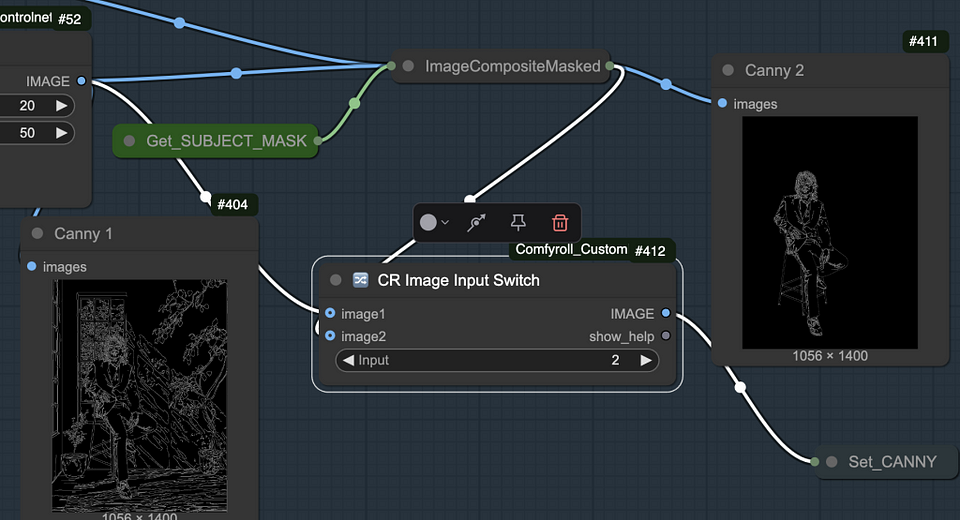 ontrolnet #52
#411
ImageCompositeMasked
Canny 2
IMAGE
images
20
50
Get_SUBJECT_MASK
#404
Canny 1
Comfyroll_Custom #412
images
CR Image Input Switch
image1
IMAGE
image2
show_help
Input
2
1056 × 1400
Set_CANNY
1056 × 1400